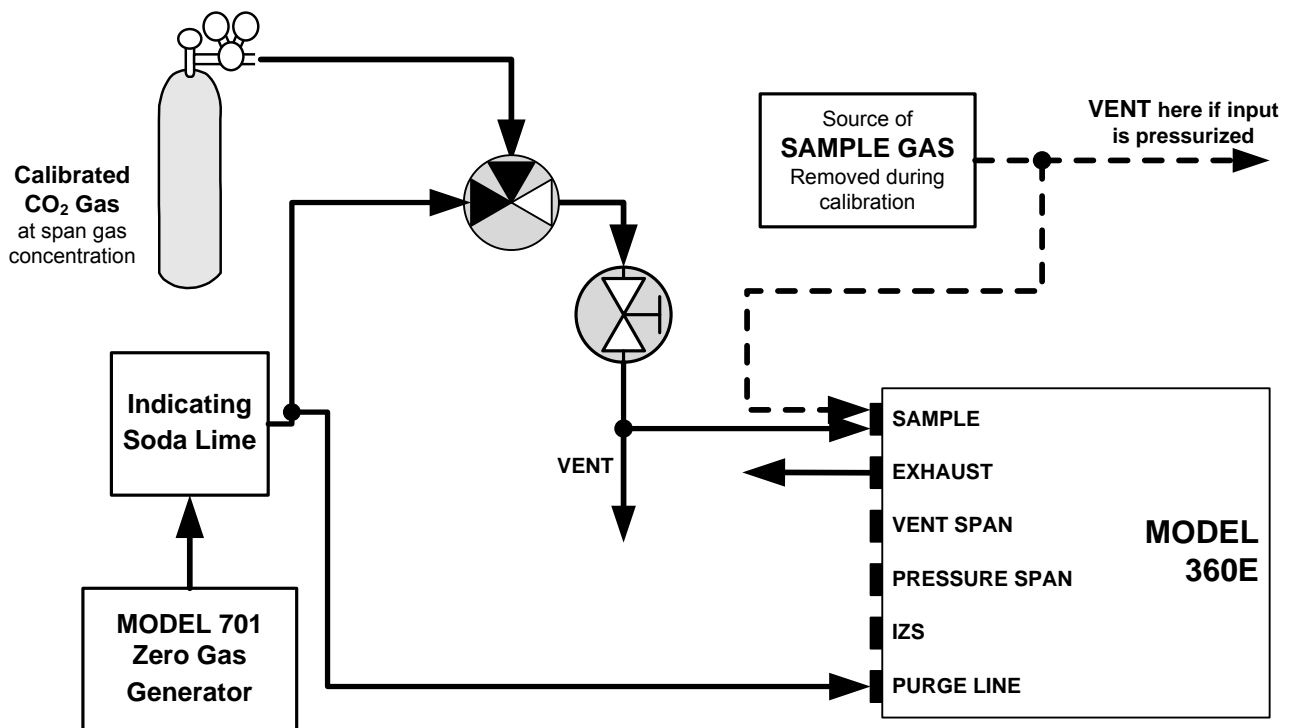 Calibrated
CO₂ Gas
at span gas
concentration
Source of
SAMPLE GAS
Removed during
calibration
VENT here if input
is pressurized
Indicating
Soda Lime
MODEL 701
Zero Gas
Generator
VENT
SAMPLE
EXHAUST
VENT SPAN
PRESSURE SPAN
IZS
PURGE LINE
MODEL
360E